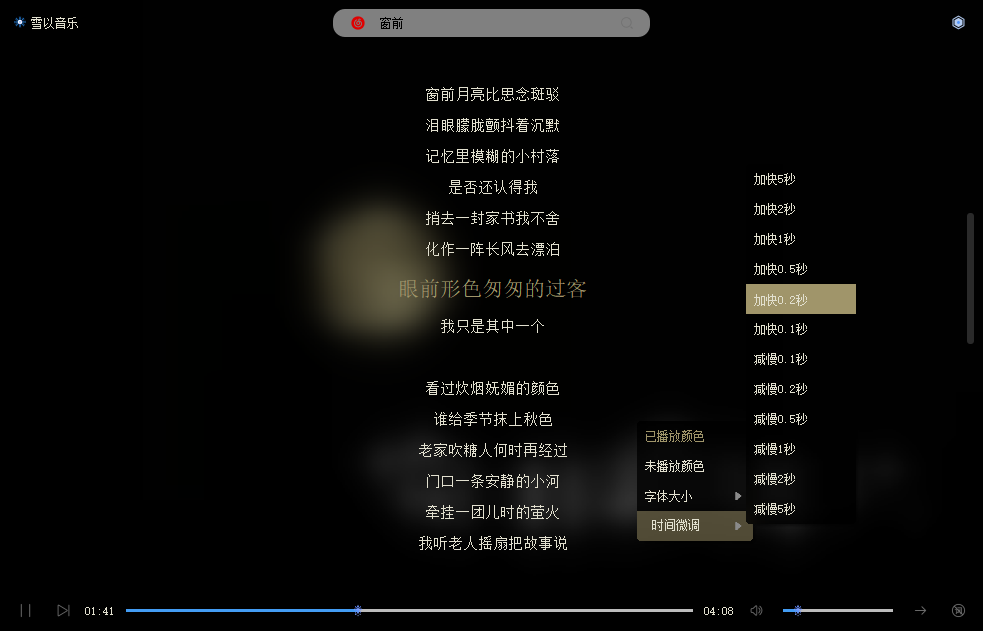 雪以音乐
窗前
窗前月亮比思念斑驳
泪眼朦胧颤抖着沉默
记忆里模糊的小村落
是否还认得我
捎去一封家书我不舍
化作一阵长风去漂泊
眼前形色匆匆的过客
我只是其中一个
看过炊烟妩媚的颜色
谁给季节抹上秋色
老家吹糖人何时再经过
门口一条安静的小河
牵挂一团儿时的萤火
我听老人摇扇把故事说
加快5秒
加快2秒
加快1秒
加快0.5秒
加快0.2秒
加快0.1秒
减慢0.1秒
减慢0.2秒
减慢0.5秒
减慢1秒
减慢2秒
减慢5秒
已播放颜色
未播放颜色
字体大小
时间微调
01:41
04:08